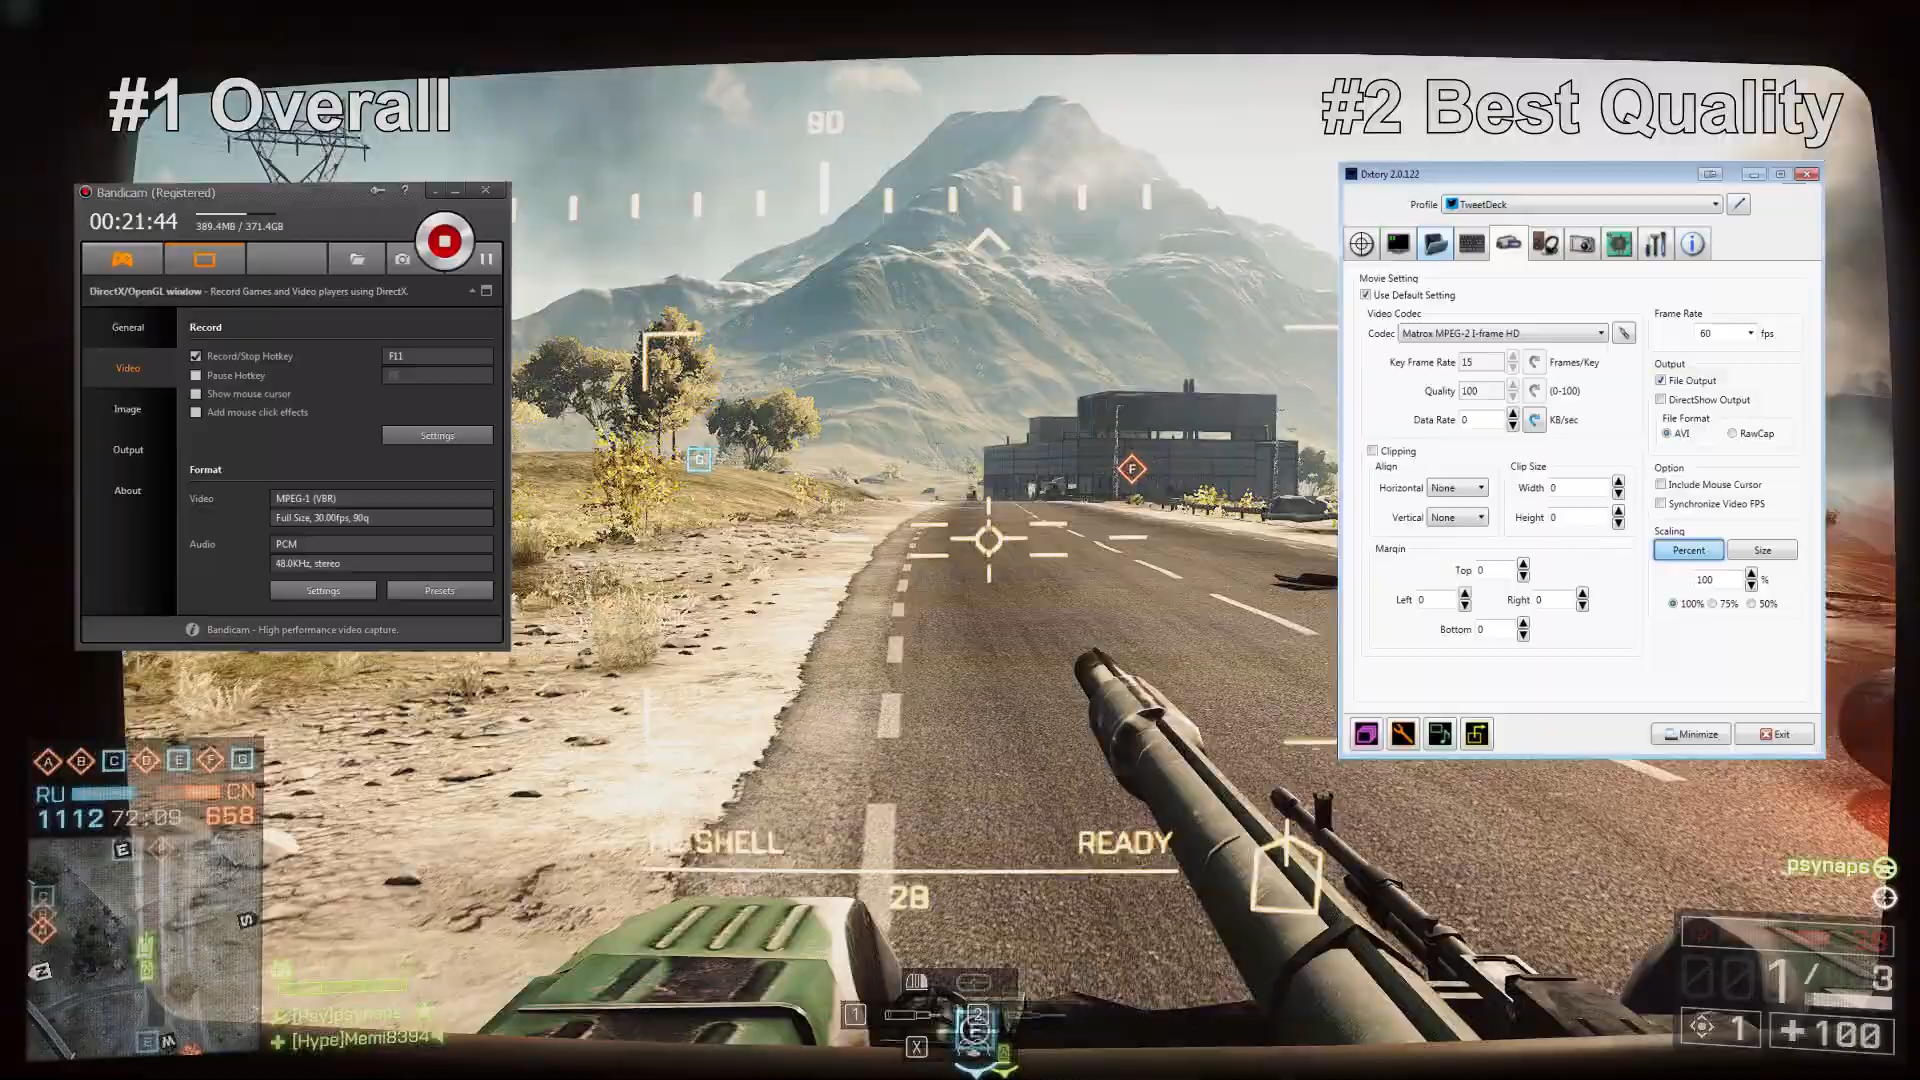 #1 Overall
#2 Best Quality
90
Bandicam (Registered)
00:21:44
389.4MB / 371.4GB
DirectX/OpenGL window - Record Games and Video players using DirectX.
General
Video
Image
Output
About
Record
Record/Stop Hotkey
F11
Pause Hotkey
Show mouse cursor
Add mouse click effects
Settings
Format
Video
MPEG-1 (VBR)
Full Size, 30.00fps, 90q
Audio
PCM
48.0KHz, stereo
Settings
Presets
Bandicam - High performance video capture.
Dxtory 2.0.122
Profile
TweetDeck
Movie Setting
Use Default Setting
Video Codec
Codec
Matrox MPEG-2 I-frame HD
Key Frame Rate 15 Frames/Key
Quality 100 (0-100)
Data Rate 0 KB/sec
Clipping
Align
Horizontal None
Vertical None
Clip Size
Width 0
Height 0
Margin
Top 0
Left 0
Right 0
Bottom 0
Frame Rate
60 fps
Output
File Output
DirectShow Output
File Format
AVI
RawCap
Option
Include Mouse Cursor
Synchronize Video FPS
Scaling
Percent
Size
100 %
100% 75% 50%
Minimize
Exit
G
F
A B C D E F G
RU CN
1112 72:09 658
E
S
Z
E
W
SHELL
READY
28
[Psy]psynaps
[Hype]Memi8394
1
2
X
psynaps
28
1/ 3
1
+100